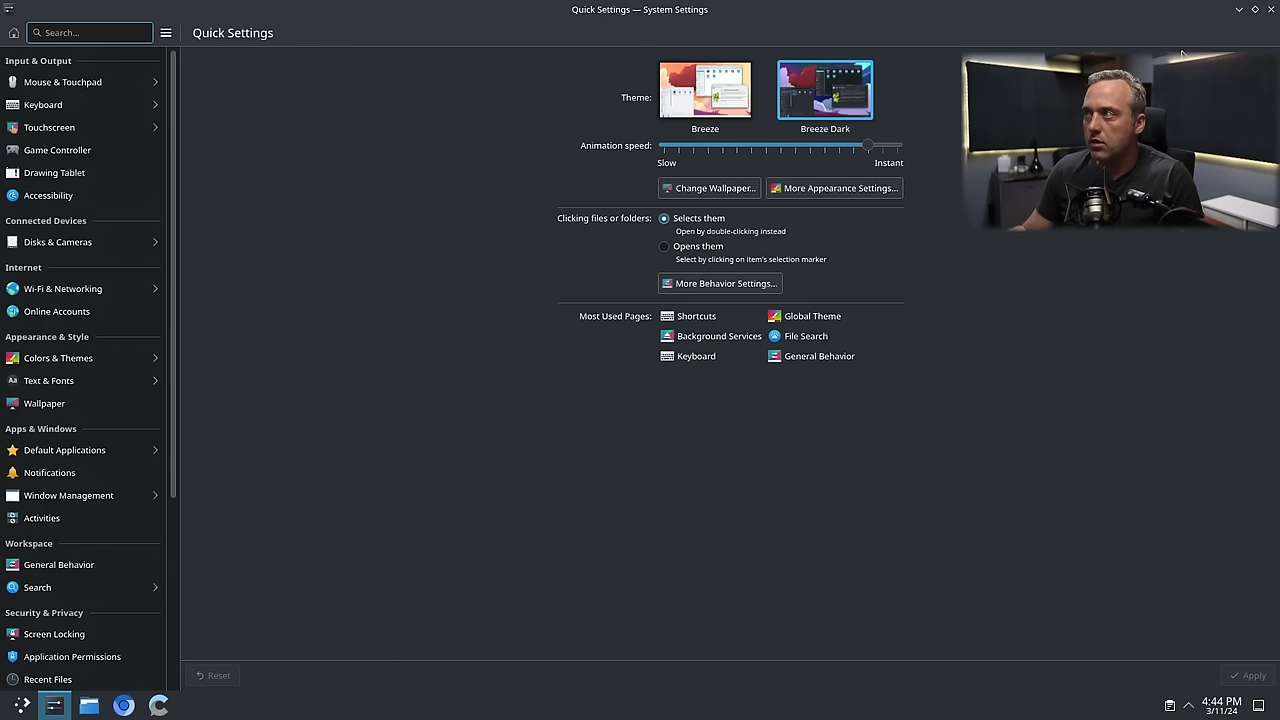 Quick Settings — System Settings
Search...
Quick Settings
Input & Output
Mouse & Touchpad
Keyboard
Touchscreen
Game Controller
Drawing Tablet
Accessibility
Connected Devices
Disks & Cameras
Internet
Wi-Fi & Networking
Online Accounts
Appearance & Style
Colors & Themes
Aa Text & Fonts
Wallpaper
Apps & Windows
Default Applications
Notifications
Window Management
Activities
Workspace
General Behavior
Search
Security & Privacy
Screen Locking
Application Permissions
Recent Files
Theme:
Breeze Breeze Dark
Animation speed:
Slow Instant
Change Wallpaper... More Appearance Settings...
Clicking files or folders: Selects them
Open by double-clicking instead
Opens them
Select by clicking on item's selection marker
More Behavior Settings...
Most Used Pages: Shortcuts Global Theme
Background Services File Search
Keyboard General Behavior
Reset Apply
4:44 PM
3/11/24